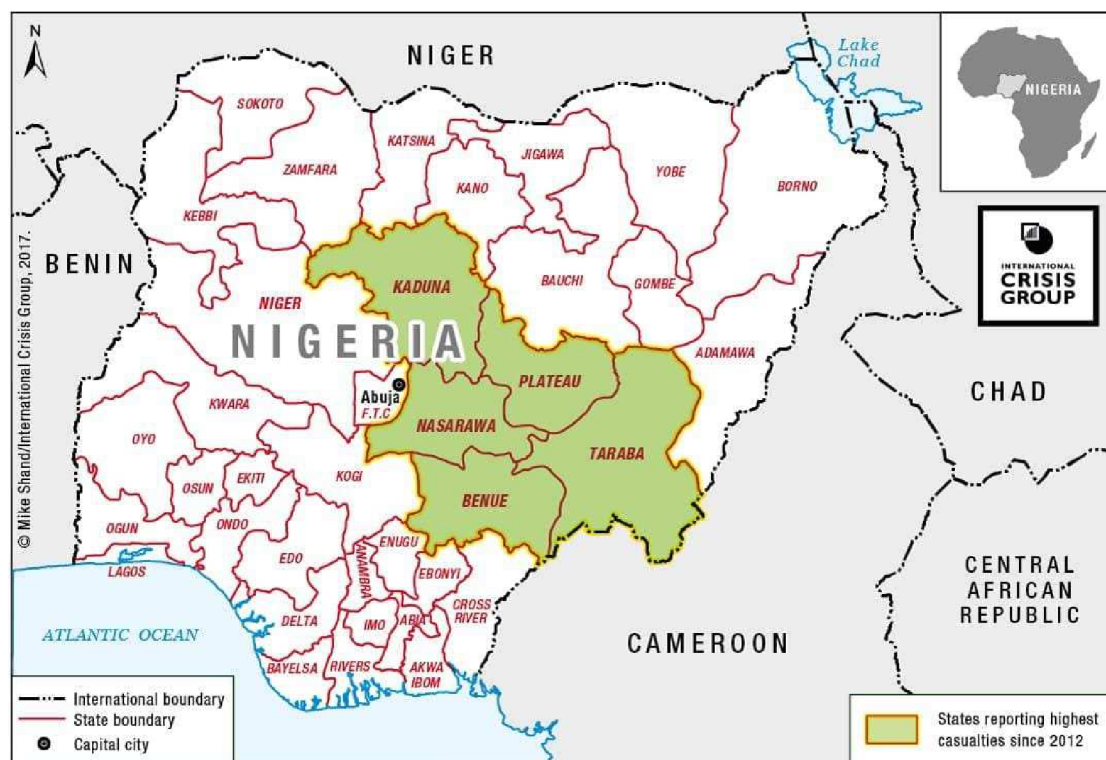 N
NIGER
Lake
Chad
NIGERIA
SOKOTO
KATSINA
JIGAWA
ZAMFARA
KANO
YOBE
BORNO
KEBBI
BENIN
KADUNA
BAUCHI
GOMBE
NIGER
NIGERIA
ADAMAWA
INTERNATIONAL
CRISIS
GROUP
PLATEAU
Abuja
F.T.C
CHAD
KWARA
NASARAWA
OYO
TARABA
KOGI
OSUN
EKITI
BENUE
OGUN
ONDO
ENUGU
EDO
ANAMBRA
EBONYI
LAGOS
CROSS
RIVER
CENTRAL
AFRICAN
REPUBLIC
DELTA
IMO
ABIA
ATLANTIC OCEAN
CAMEROON
BAYELSA
RIVERS
AKWA
IBOM
International boundary
State boundary
Capital city
States reporting highest
casualties since 2012
© Mike Shand/International Crisis Group, 2017.